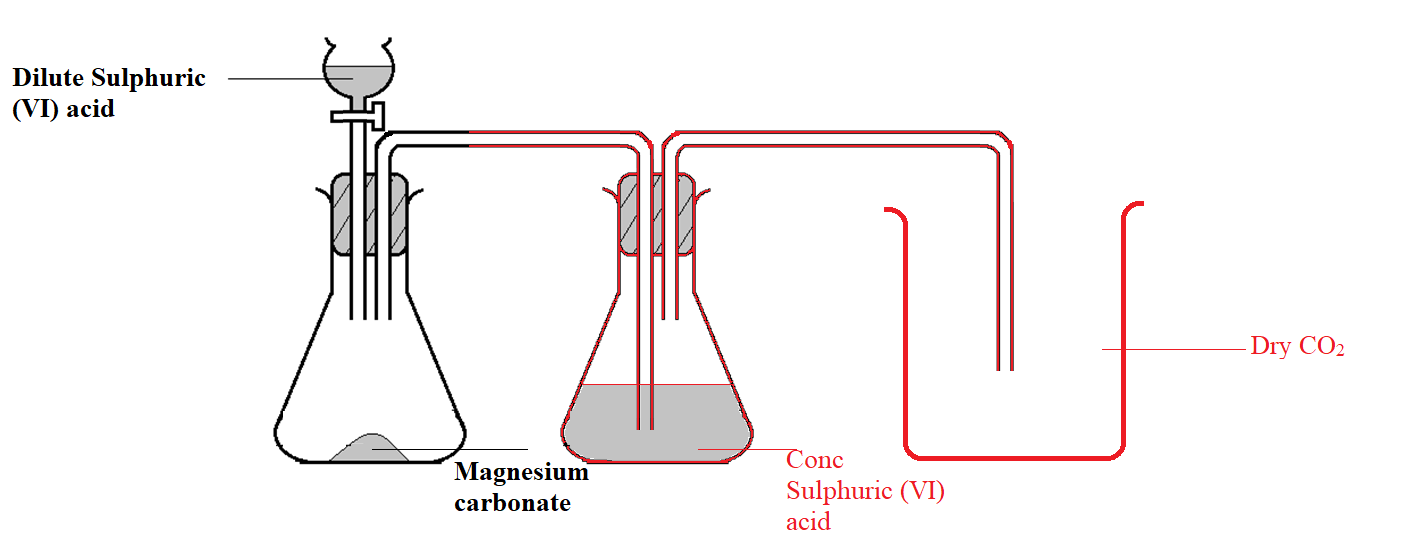 Dilute Sulphuric
(VI) acid
Dry CO₂
Magnesium
carbonate
Conc
Sulphuric (VI)
acid